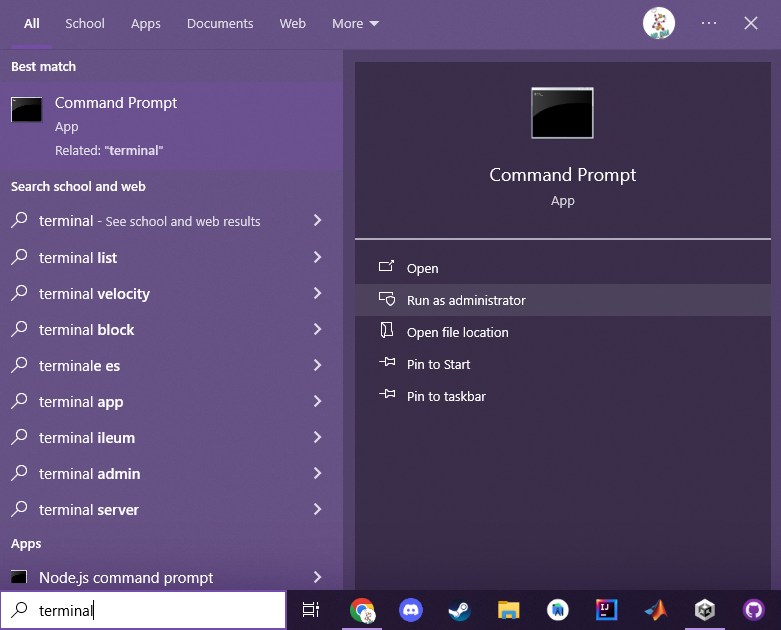 All School Apps Documents Web More
Best match
Command Prompt
App
Related: "terminal"
Search school and web
terminal - See school and web results
terminal list
terminal velocity
terminal block
terminale es
terminal app
terminal ileum
terminal admin
terminal server
Apps
Node.js command prompt
terminal
Command Prompt
App
Open
Run as administrator
Open file location
Pin to Start
Pin to taskbar
IJ